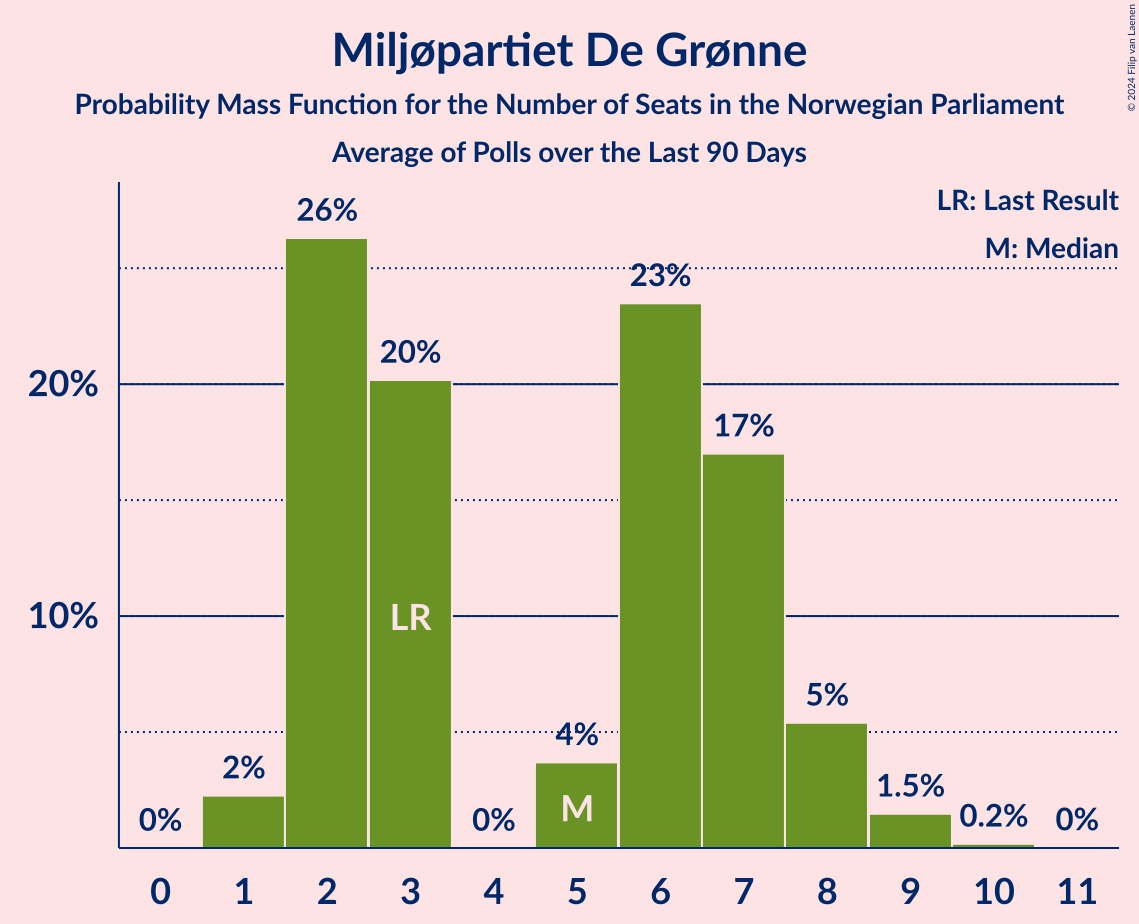 Miljøpartiet De Grønne
Probability Mass Function for the Number of Seats in the Norwegian Parliament
Average of Polls over the Last 90 Days
© 2024 Filip van Laenen
LR: Last Result
M: Median
26%
23%
20%
20%
17%
10%
LR
5%
4%
2%
1.5%
0%
0%
0.2%
0%
M
0 1 2 3 4 5 6 7 8 9 10 11